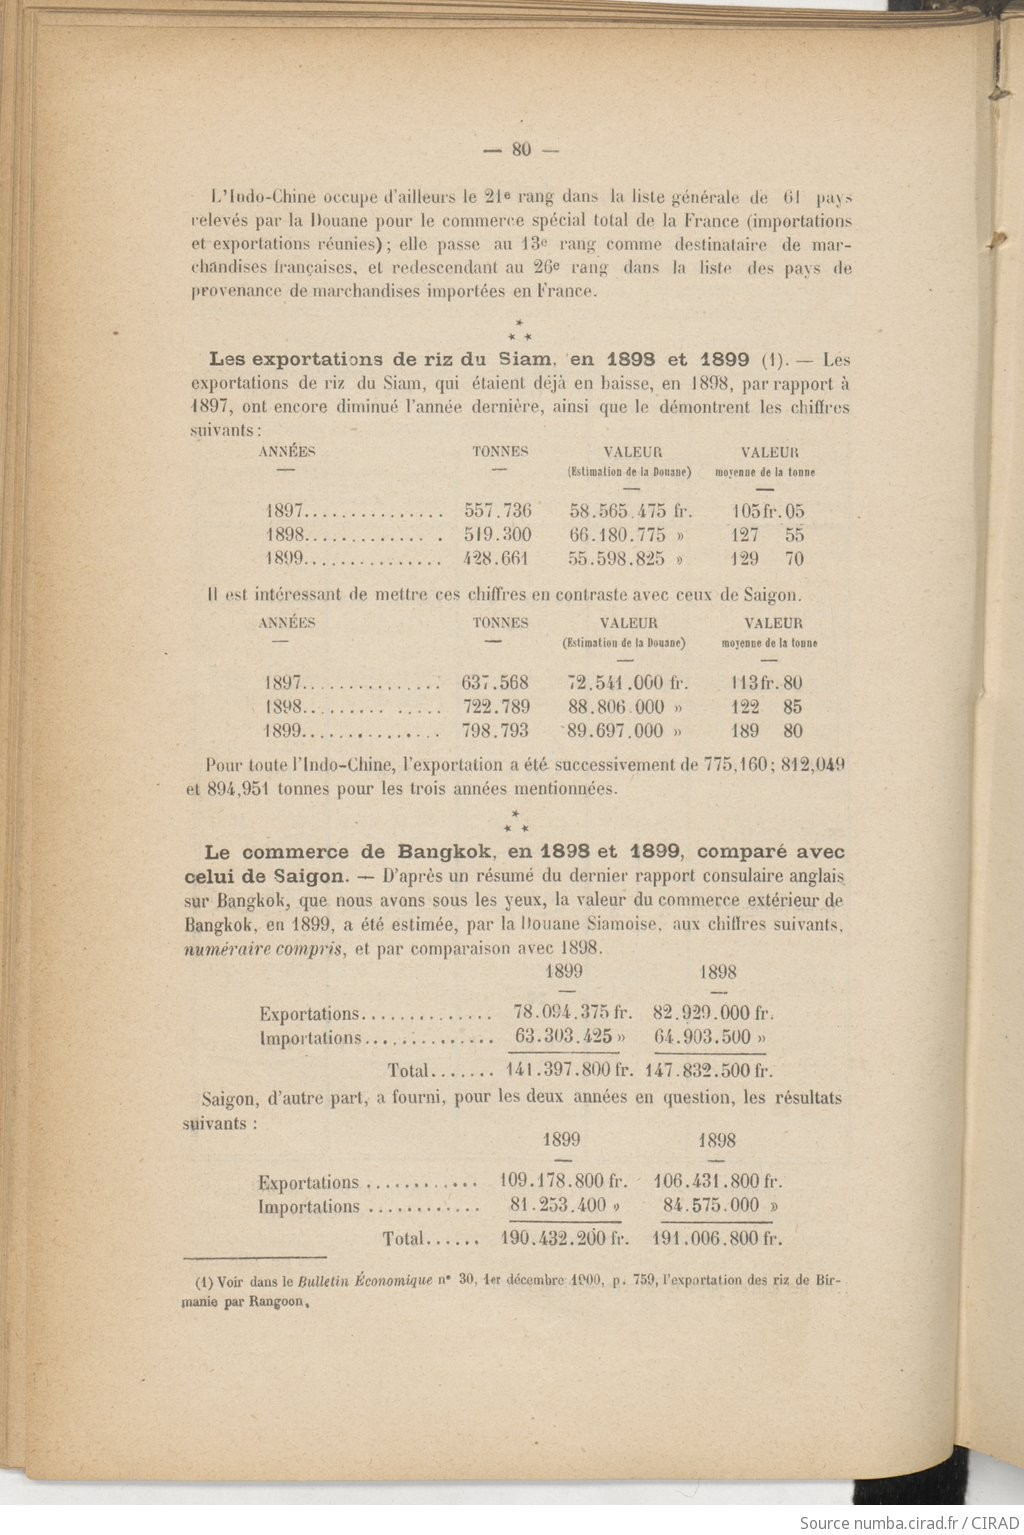 — 80 —
L'Indo-Chine occupe d'ailleurs le 21e rang dans la liste générale de 61 pays
relevés par la Douane pour le commerce spécial total de la France (importations
et exportations réunies); elle passe au 13e rang comme destinataire de mar-
chandises françaises, et redescendant au 26e rang dans la liste des pays de
provenance de marchandises importées en France.
*
* *
Les exportations de riz du Siam, en 1898 et 1899 (1). — Les
exportations de riz du Siam, qui étaient déjà en baisse, en 1898, par rapport à
1897, ont encore diminué l'année dernière, ainsi que le démontrent les chiffres
suivants :
ANNÉES TONNES VALEUR VALEUR
(Estimation de la Douane) moyenne de la tonne
1897............... 557.736 58.565.475 fr. 105fr.05
1898............. . 519.300 66.180.775 » 127 55
1899............... 428.661 55.598.825 » 129 70
Il est intéressant de mettre ces chiffres en contraste avec ceux de Saigon.
ANNÉES TONNES VALEUR VALEUR
(Estimation de la Douane) moyenne de la tonne
1897............... 637.568 72.541.000 fr. 113fr.80
1898......... ..... 722.789 88.806.000 » 122 85
1899............... 798.793 89.697.000 » 189 80
Pour toute l'Indo-Chine, l'exportation a été successivement de 775,160; 812,049
et 894,951 tonnes pour les trois années mentionnées.
*
* *
Le commerce de Bangkok, en 1898 et 1899, comparé avec
celui de Saigon. — D'après un résumé du dernier rapport consulaire anglais
sur Bangkok, que nous avons sous les yeux, la valeur du commerce extérieur de
Bangkok, en 1899, a été estimée, par la Douane Siamoise, aux chiffres suivants,
numéraire compris, et par comparaison avec 1898.
1899 1898
Exportations.............. 78.094.375 fr. 82.929.000 fr.
Importations.............. 63.303.425 » 64.903.500 »
Total....... 141.397.800 fr. 147.832.500 fr.
Saigon, d'autre part, a fourni, pour les deux années en question, les résultats
suivants :
1899 1898
Exportations ............ 109.178.800 fr. 106.431.800 fr.
Importations ............ 81.253.400 » 84.575.000 »
Total...... 190.432.200 fr. 191.006.800 fr.
(1) Voir dans le Bulletin Économique n° 30, 1er décembre 1900, p. 759, l'exportation des riz de Bir-
manie par Rangoon.
Source numba.cirad.fr / CIRAD